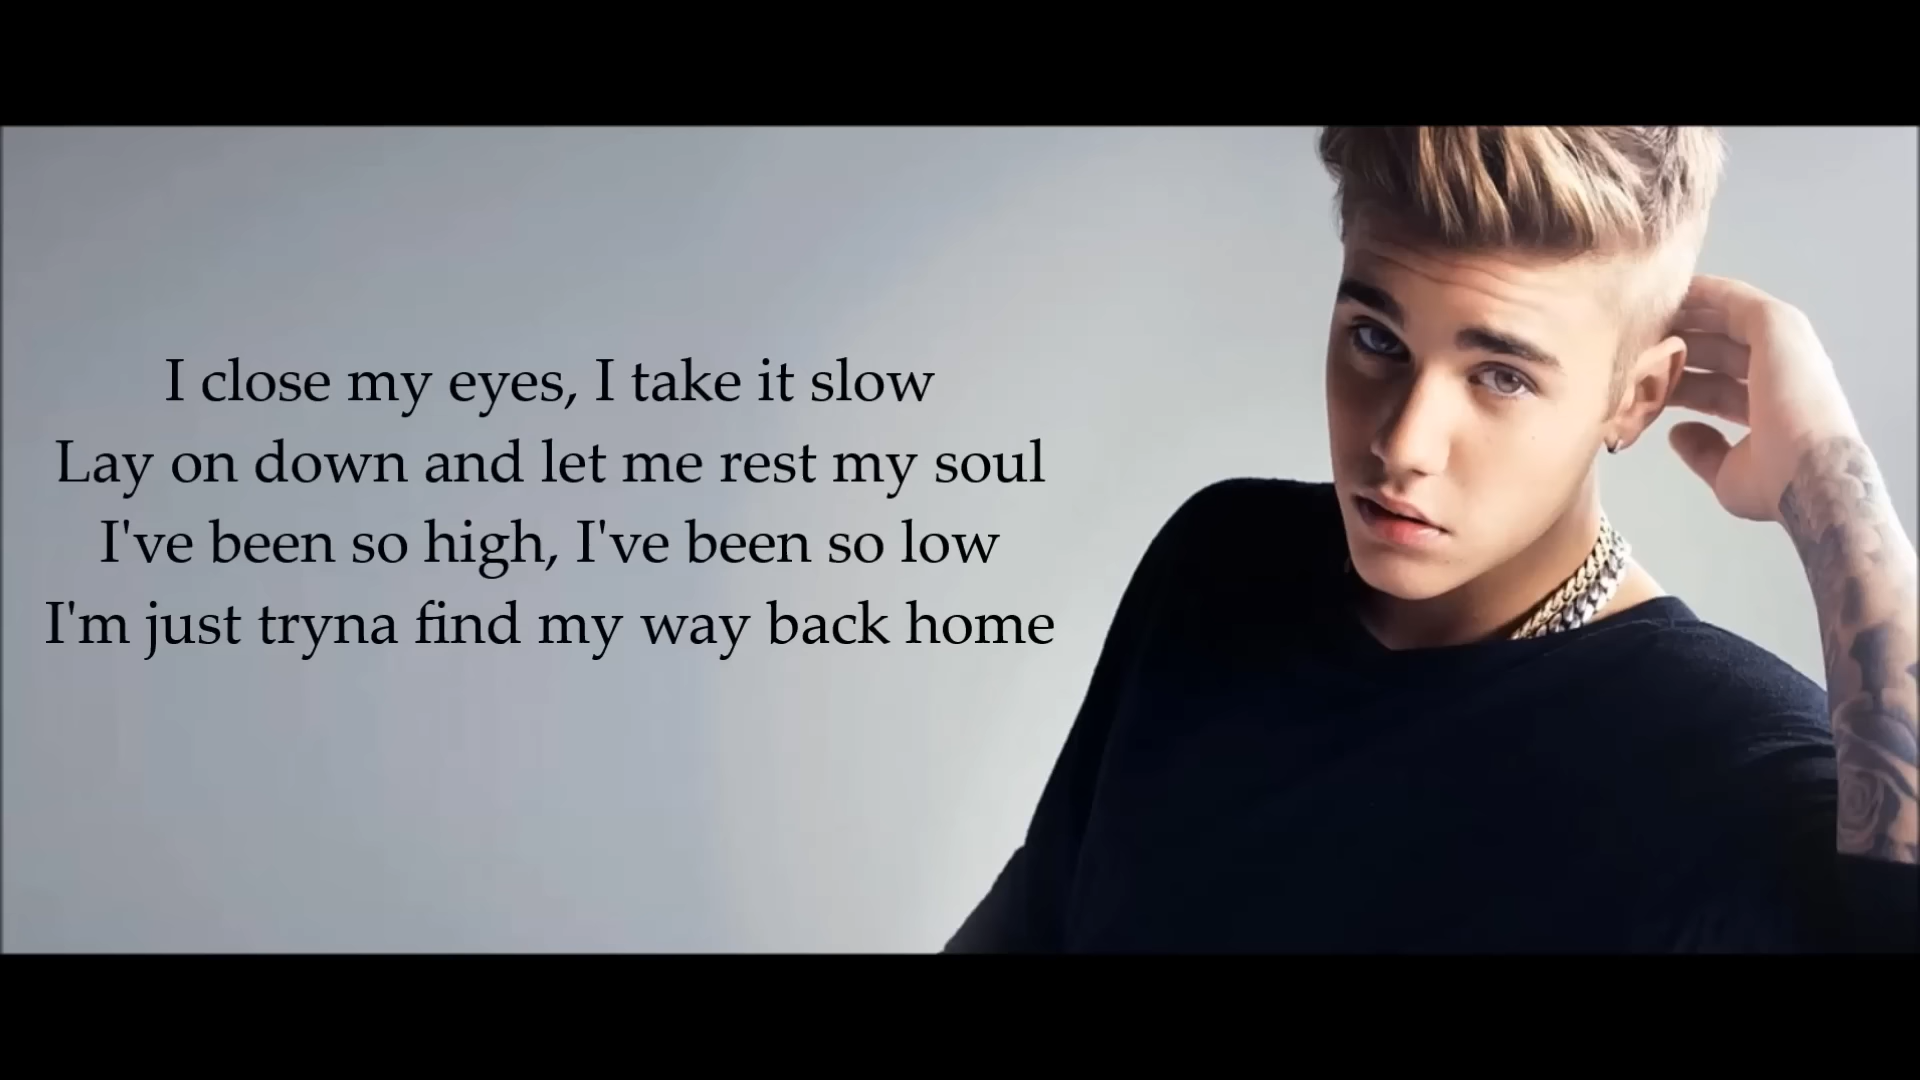 I close my eyes, I take it slow
Lay on down and let me rest my soul
I've been so high, I've been so low
I'm just tryna find my way back home